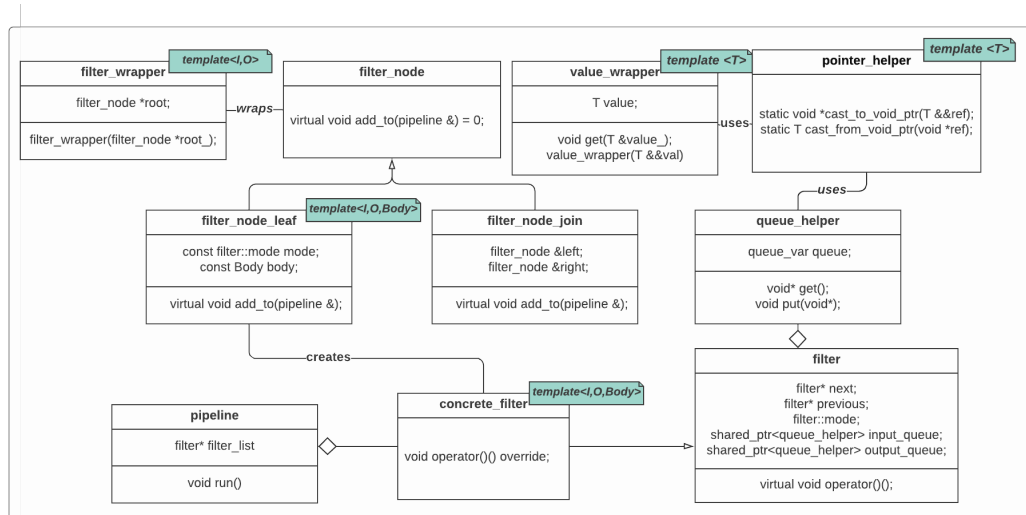 template<I,O>
filter_wrapper
filter_node *root;
filter_wrapper(filter_node *root_);
wraps
filter_node
virtual void add_to(pipeline &) = 0;
template <T>
value_wrapper
T value;
void get(T &value_);
value_wrapper(T &&val)
uses
template <T>
pointer_helper
static void *cast_to_void_ptr(T &&ref);
static T cast_from_void_ptr(void *ref);
uses
template<I,O,Body>
filter_node_leaf
const filter::mode mode;
const Body body;
virtual void add_to(pipeline &);
filter_node_join
filter_node &left;
filter_node &right;
virtual void add_to(pipeline &);
queue_helper
queue_var queue;
void* get();
void put(void*);
creates
pipeline
filter* filter_list
void run()
template<I,O,Body>
concrete_filter
void operator()() override;
filter
filter* next;
filter* previous;
filter::mode;
shared_ptr<queue_helper> input_queue;
shared_ptr<queue_helper> output_queue;
virtual void operator()();